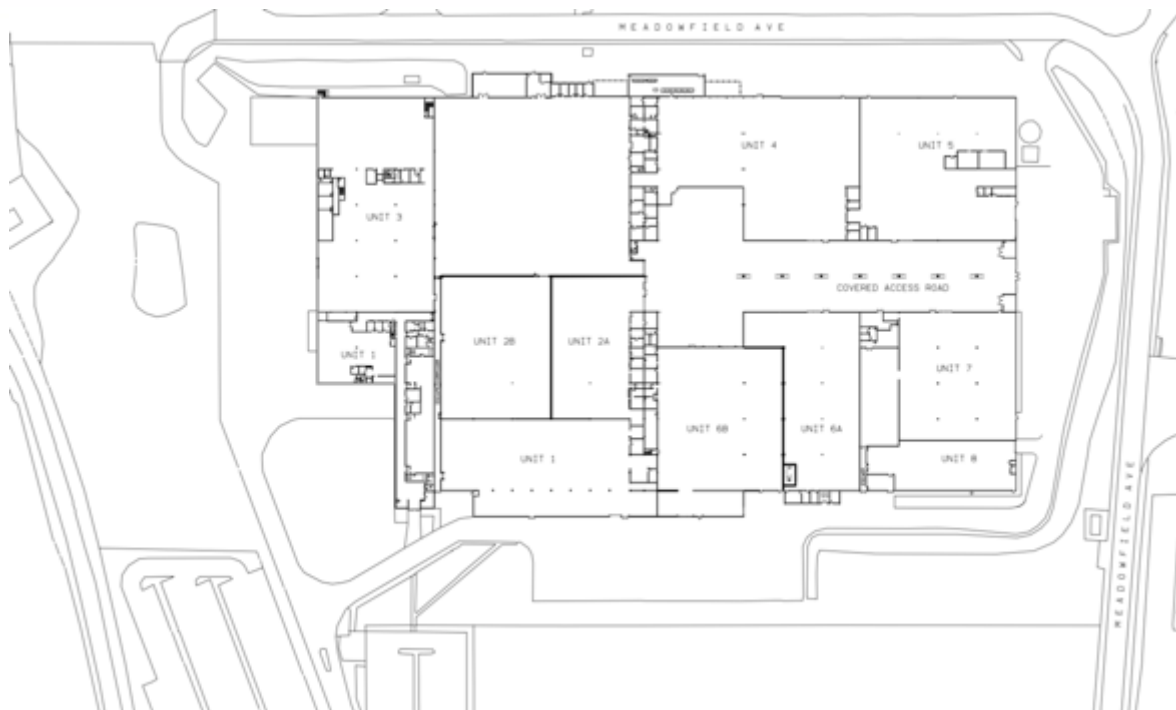 MEADOWFIELD AVE
UNIT 4
UNIT 5
UNIT 3
COVERED ACCESS ROAD
UNIT 2B
UNIT 2A
UNIT 1
UNIT 7
UNIT 6B
UNIT 6A
UNIT 1
UNIT 8
MEADOWFIELD AVE